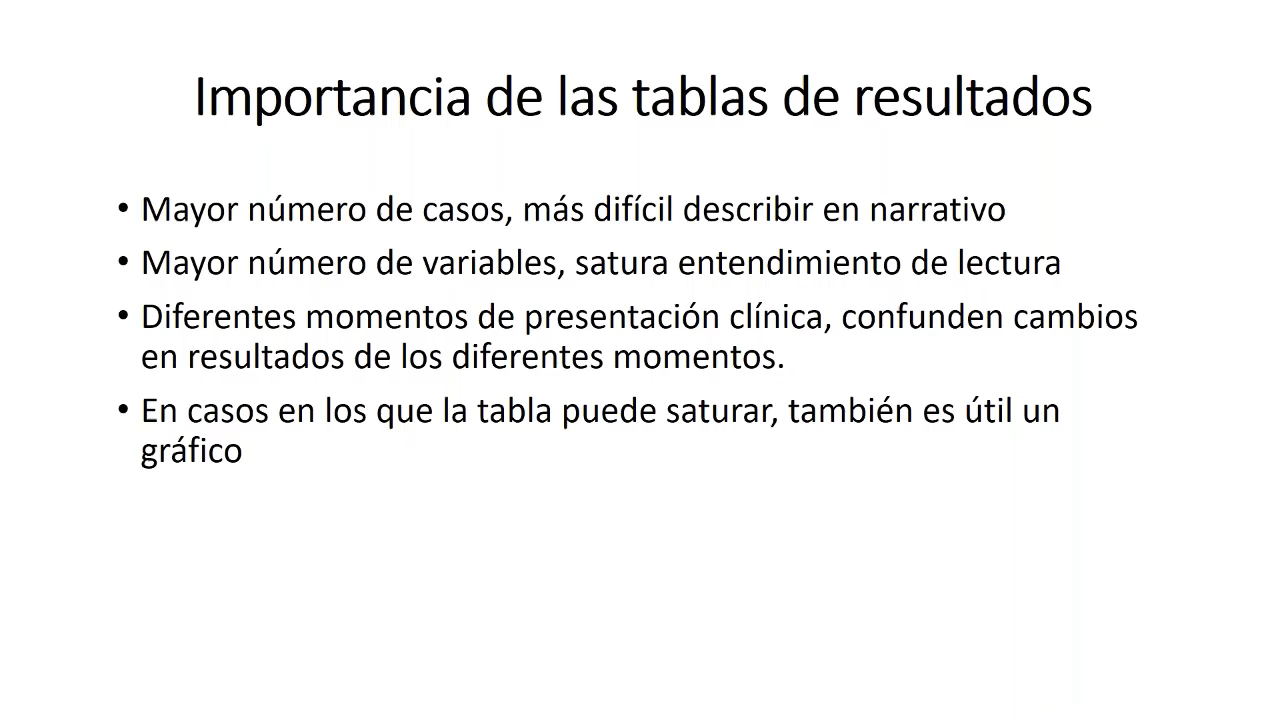 Importancia de las tablas de resultados
• Mayor número de casos, más difícil describir en narrativo
• Mayor número de variables, satura entendimiento de lectura
• Diferentes momentos de presentación clínica, confunden cambios
en resultados de los diferentes momentos.
• En casos en los que la tabla puede saturar, también es útil un
gráfico